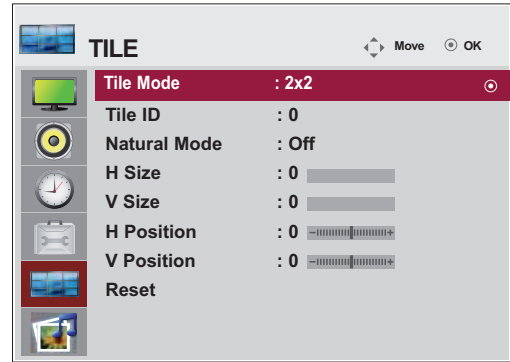 TILE Move OK
Tile Mode : 2x2
Tile ID : 0
Natural Mode : Off
H Size : 0
V Size : 0
H Position : 0 - +
V Position : 0 - +
Reset